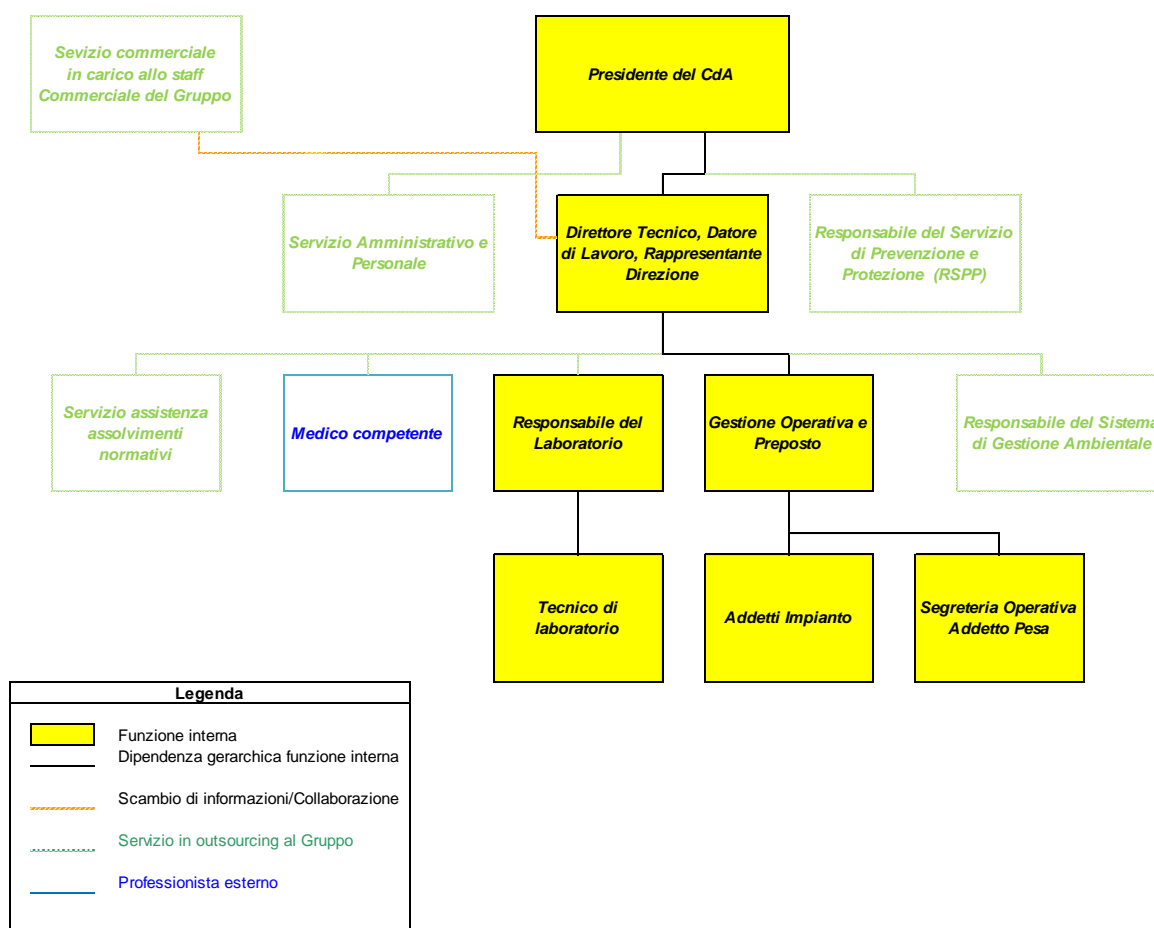 Sevizio commerciale
in carico allo staff
Commerciale del Gruppo
Presidente del CdA
Servizio Amministrativo e
Personale
Direttore Tecnico, Datore
di Lavoro, Rappresentante
Direzione
Responsabile del Servizio
di Prevenzione e
Protezione (RSPP)
Servizio assistenza
assolvimenti
normativi
Medico competente
Responsabile del
Laboratorio
Gestione Operativa e
Preposto
Responsabile del Sistema
di Gestione Ambientale
Tecnico di
laboratorio
Addetti Impianto
Segreteria Operativa
Addetto Pesa
Legenda
Funzione interna
Dipendenza gerarchica funzione interna
Scambio di informazioni/Collaborazione
Servizio in outsourcing al Gruppo
Professionista esterno